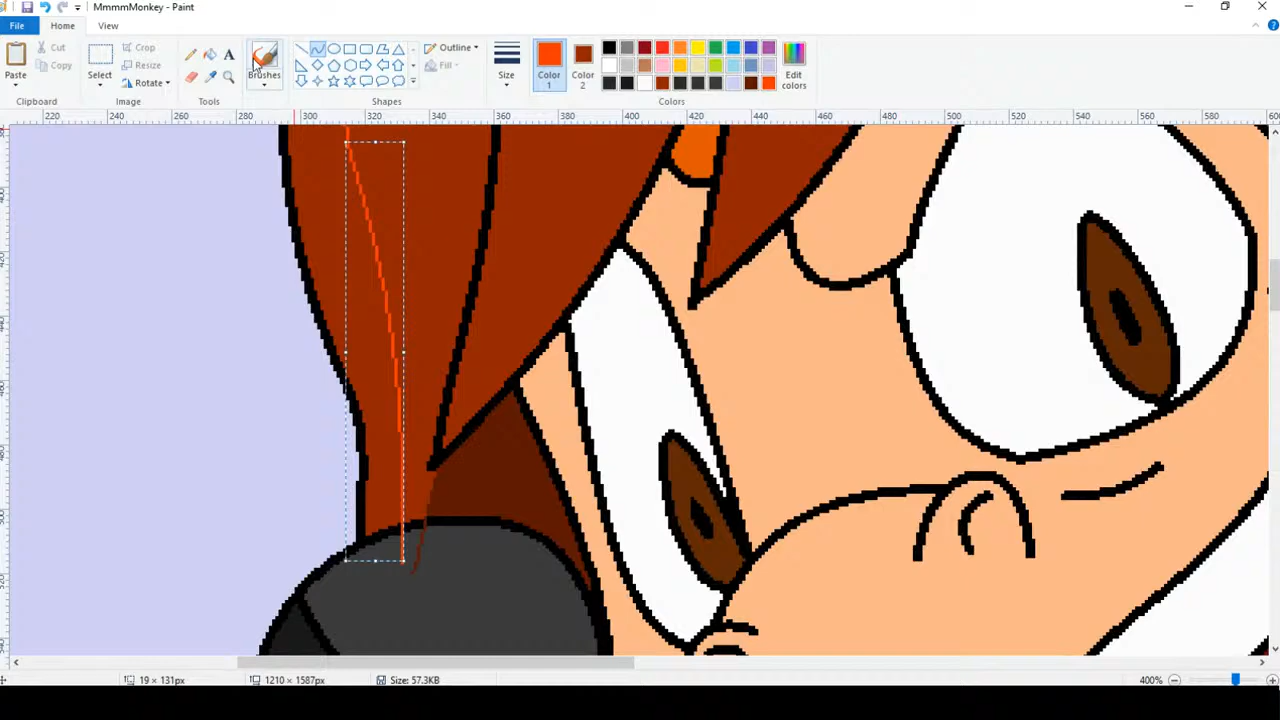 MmmmMonkey - Paint
File Home View
Paste Cut Copy Select Crop Resize Rotate Brushes Outline Fill Size Color 1 Color 2 Edit colors
Clipboard Image Tools Shapes Colors
220 240 260 280 300 320 340 360 380 400 420 440 460 480 500 520 540 560 580 600
19 × 131px 1210 × 1587px Size: 57.3KB 400%